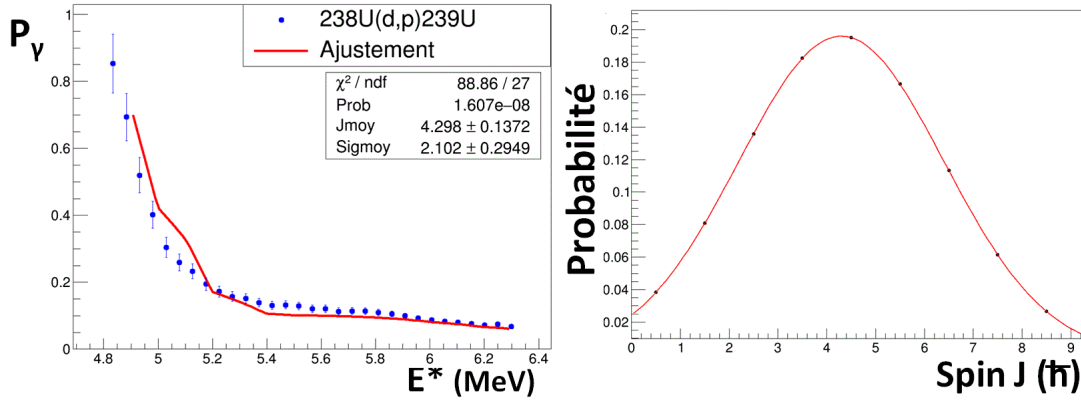 Pγ
238U(d,p)239U
Ajustement
χ² / ndf 88.86 / 27
Prob 1.607e−08
Jmoy 4.298 ± 0.1372
Sigmoy 2.102 ± 0.2949
1
0.8
0.6
0.4
0.2
0
4.8 5 5.2 5.4 5.6 5.8 6 6.2 6.4
E* (MeV)
Probabilité
0.2
0.18
0.16
0.14
0.12
0.1
0.08
0.06
0.04
0.02
0 1 2 3 4 5 6 7 8 9
Spin J (ħ)